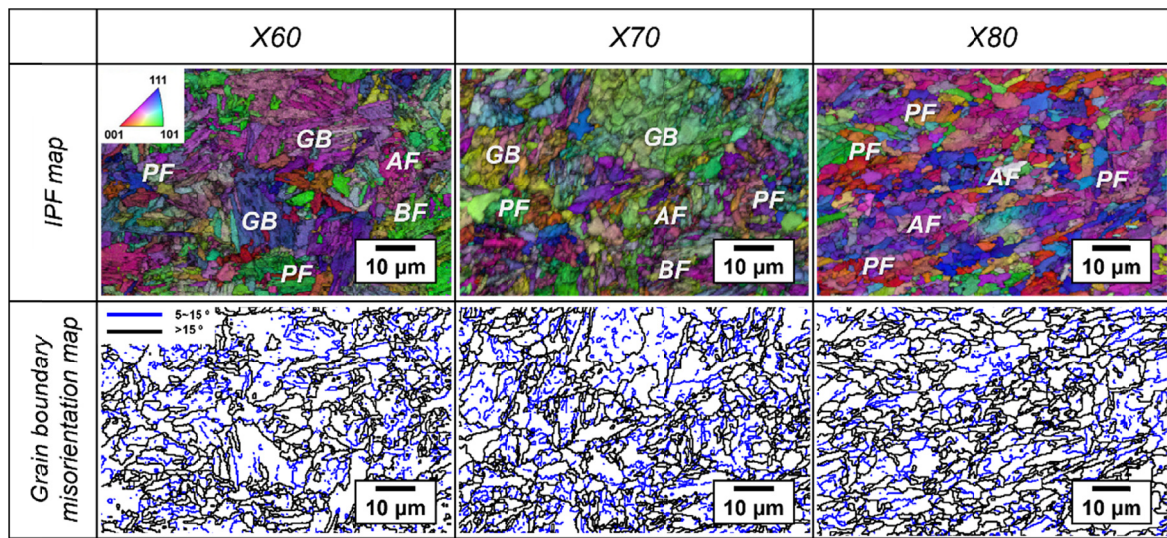 X60
X70
X80
IPF map
111
001
101
GB
AF
PF
GB
BF
PF
10 μm
GB
GB
PF
AF
PF
BF
10 μm
PF
PF
AF
PF
AF
PF
10 μm
Grain boundary
misorientation map
5~15 °
>15 °
10 μm
10 μm
10 μm